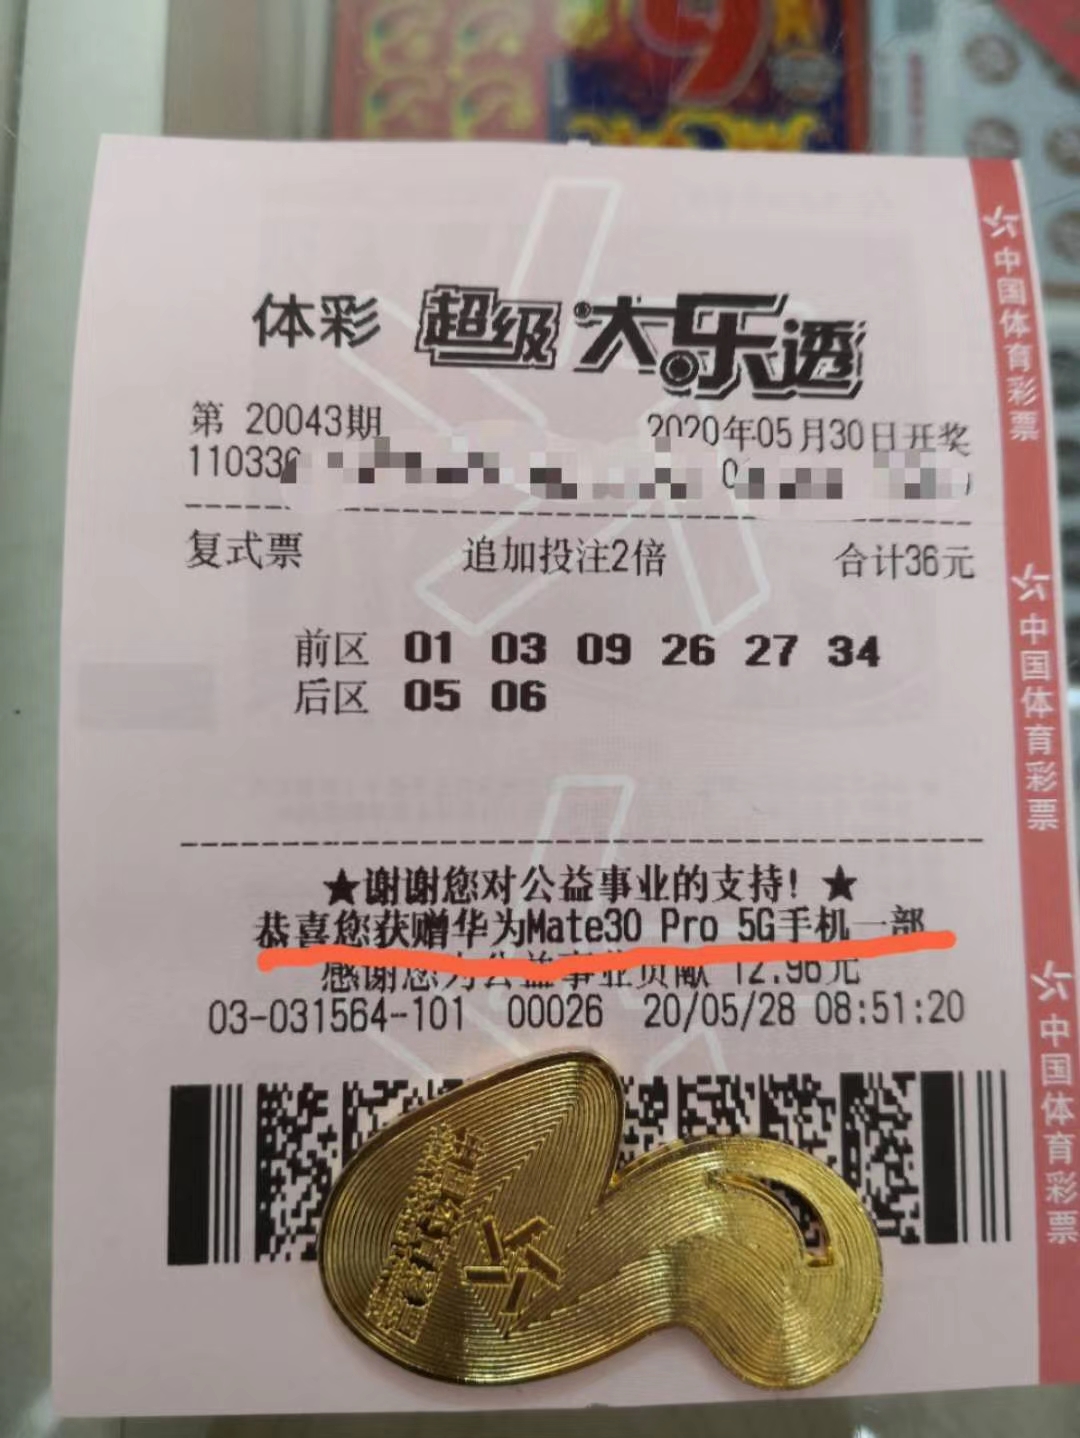 体彩 超级大乐透
第 20043期 2020年05月30日开奖
110336
复式票 追加投注2倍 合计36元
前区 01 03 09 26 27 34
后区 05 06
★谢谢您对公益事业的支持！★
恭喜您获赠华为Mate30 Pro 5G手机一部
感谢您为公益事业贡献 12.96元
03-031564-101 00026 20/05/28 08:51:20
中国体育彩票
中国体育彩票
中国体育彩票
中国体育彩票